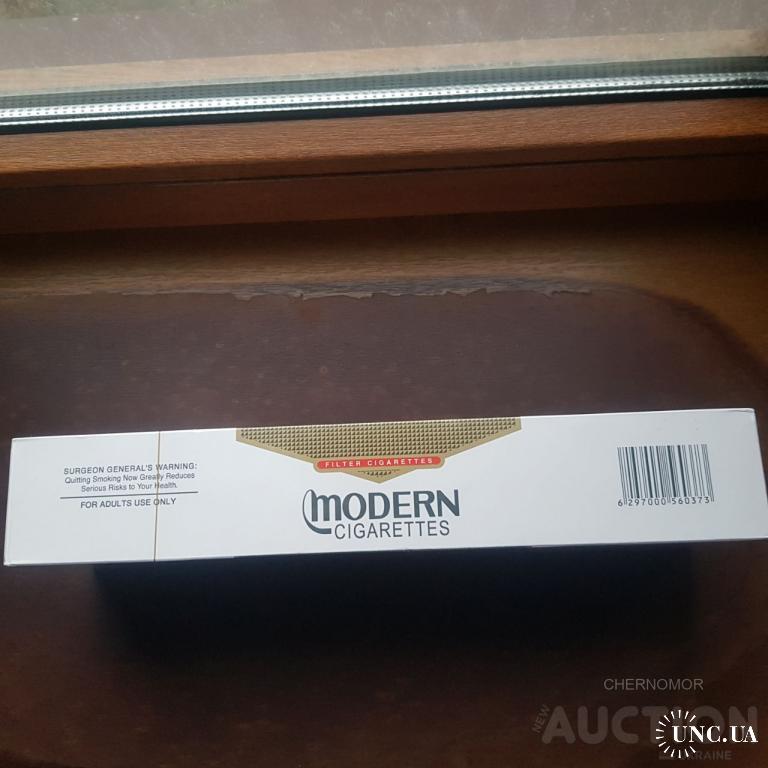 SURGEON GENERAL'S WARNING:
Quitting Smoking Now Greatly Reduces
Serious Risks to Your Health.
FOR ADULTS USE ONLY
FILTER CIGARETTES
MODERN
CIGARETTES
6 297000 560373
CHERNOMOR
NEW
AUCTION
UNC.UA
UKRAINE